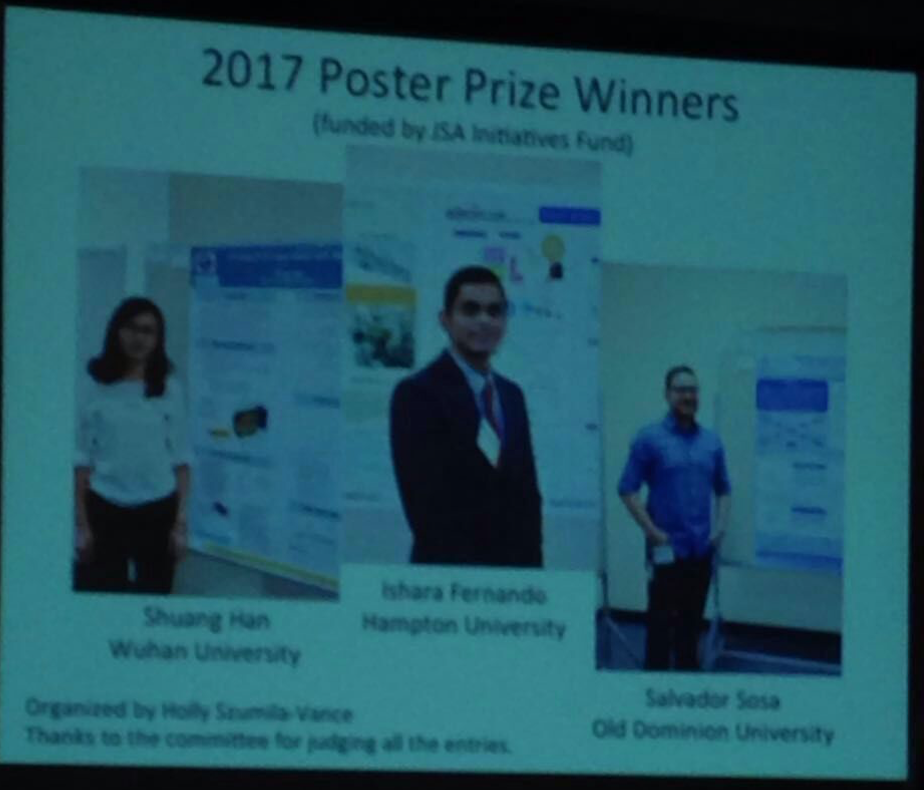 2017 Poster Prize Winners
(funded by JSA Initiatives Fund)
Shuang Han
Wuhan University
Ishara Fernando
Hampton University
Salvador Sosa
Old Dominion University
Organized by Holly Szumila-Vance
Thanks to the committee for judging all the entries.